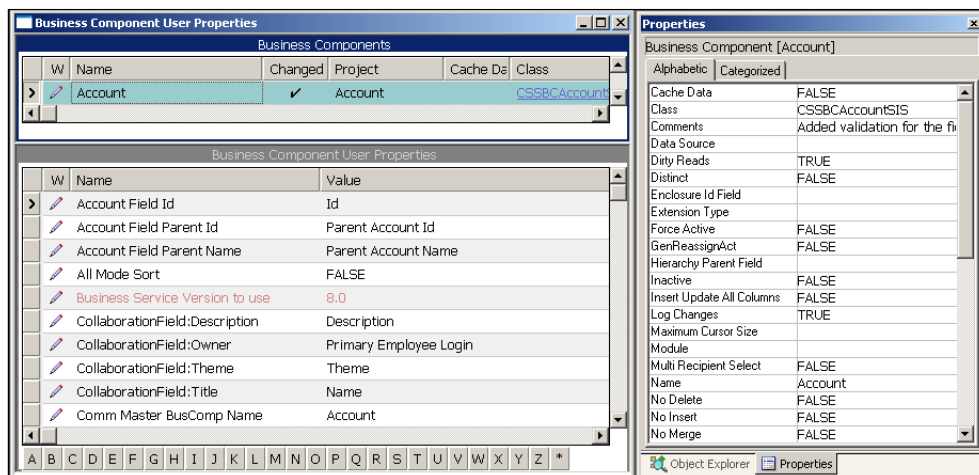 Business Component User Properties
Business Components
W Name Changed Project Cache Da Class
Account ✓ Account CSSBCAccountS
Business Component User Properties
W Name Value
Account Field Id Id
Account Field Parent Id Parent Account Id
Account Field Parent Name Parent Account Name
All Mode Sort FALSE
Business Service Version to use 8.0
CollaborationField:Description Description
CollaborationField:Owner Primary Employee Login
CollaborationField:Theme Theme
CollaborationField:Title Name
Comm Master BusComp Name Account
A B C D E F G H I J K L M N O P Q R S T U V W X Y Z *
Properties
Business Component [Account]
Alphabetic Categorized
Cache Data FALSE
Class CSSBCAccountSIS
Comments Added validation for the fi
Data Source
Dirty Reads TRUE
Distinct FALSE
Enclosure Id Field
Extension Type
Force Active FALSE
GenReassignAct FALSE
Hierarchy Parent Field
Inactive FALSE
Insert Update All Columns FALSE
Log Changes TRUE
Maximum Cursor Size
Module
Multi Recipient Select FALSE
Name Account
No Delete FALSE
No Insert FALSE
No Merge FALSE
Object Explorer Properties